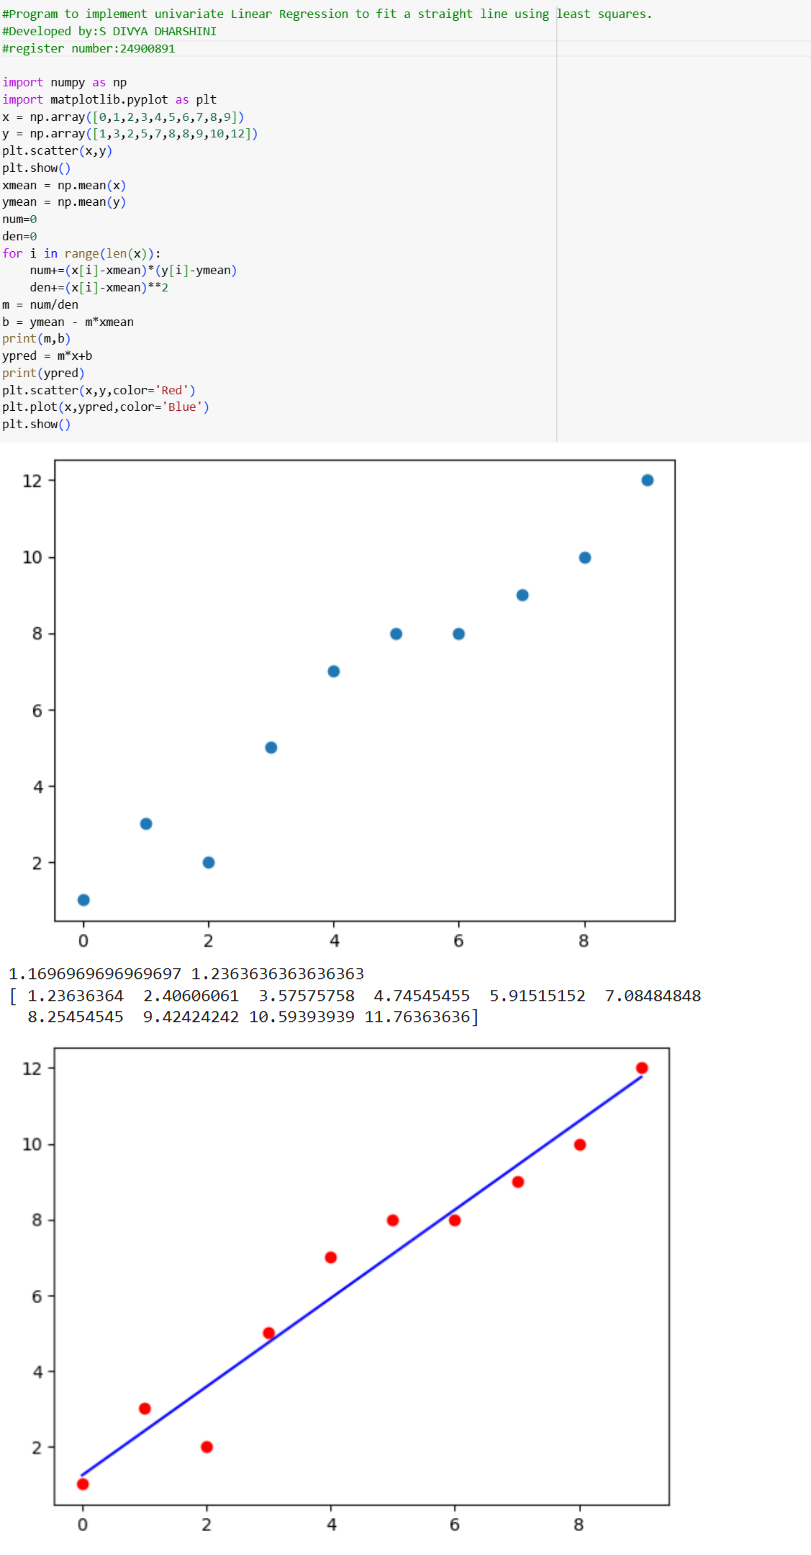 #Program to implement univariate Linear Regression to fit a straight line using least squares.
#Developed by:S DIVYA DHARSHINI
#register number:24900891
import numpy as np
import matplotlib.pyplot as plt
x = np.array([0,1,2,3,4,5,6,7,8,9])
y = np.array([1,3,2,5,7,8,8,9,10,12])
plt.scatter(x,y)
plt.show()
xmean = np.mean(x)
ymean = np.mean(y)
num=0
den=0
for i in range(len(x)):
    num+=(x[i]-xmean)*(y[i]-ymean)
    den+=(x[i]-xmean)**2
m = num/den
b = ymean - m*xmean
print(m,b)
ypred = m*x+b
print(ypred)
plt.scatter(x,y,color='Red')
plt.plot(x,ypred,color='Blue')
plt.show()
12
10
8
6
4
2
0 2 4 6 8
1.1696969696969697 1.2363636363636363
[ 1.23636364  2.40606061  3.57575758  4.74545455  5.91515152  7.08484848
  8.25454545  9.42424242 10.59393939 11.76363636]
12
10
8
6
4
2
0 2 4 6 8